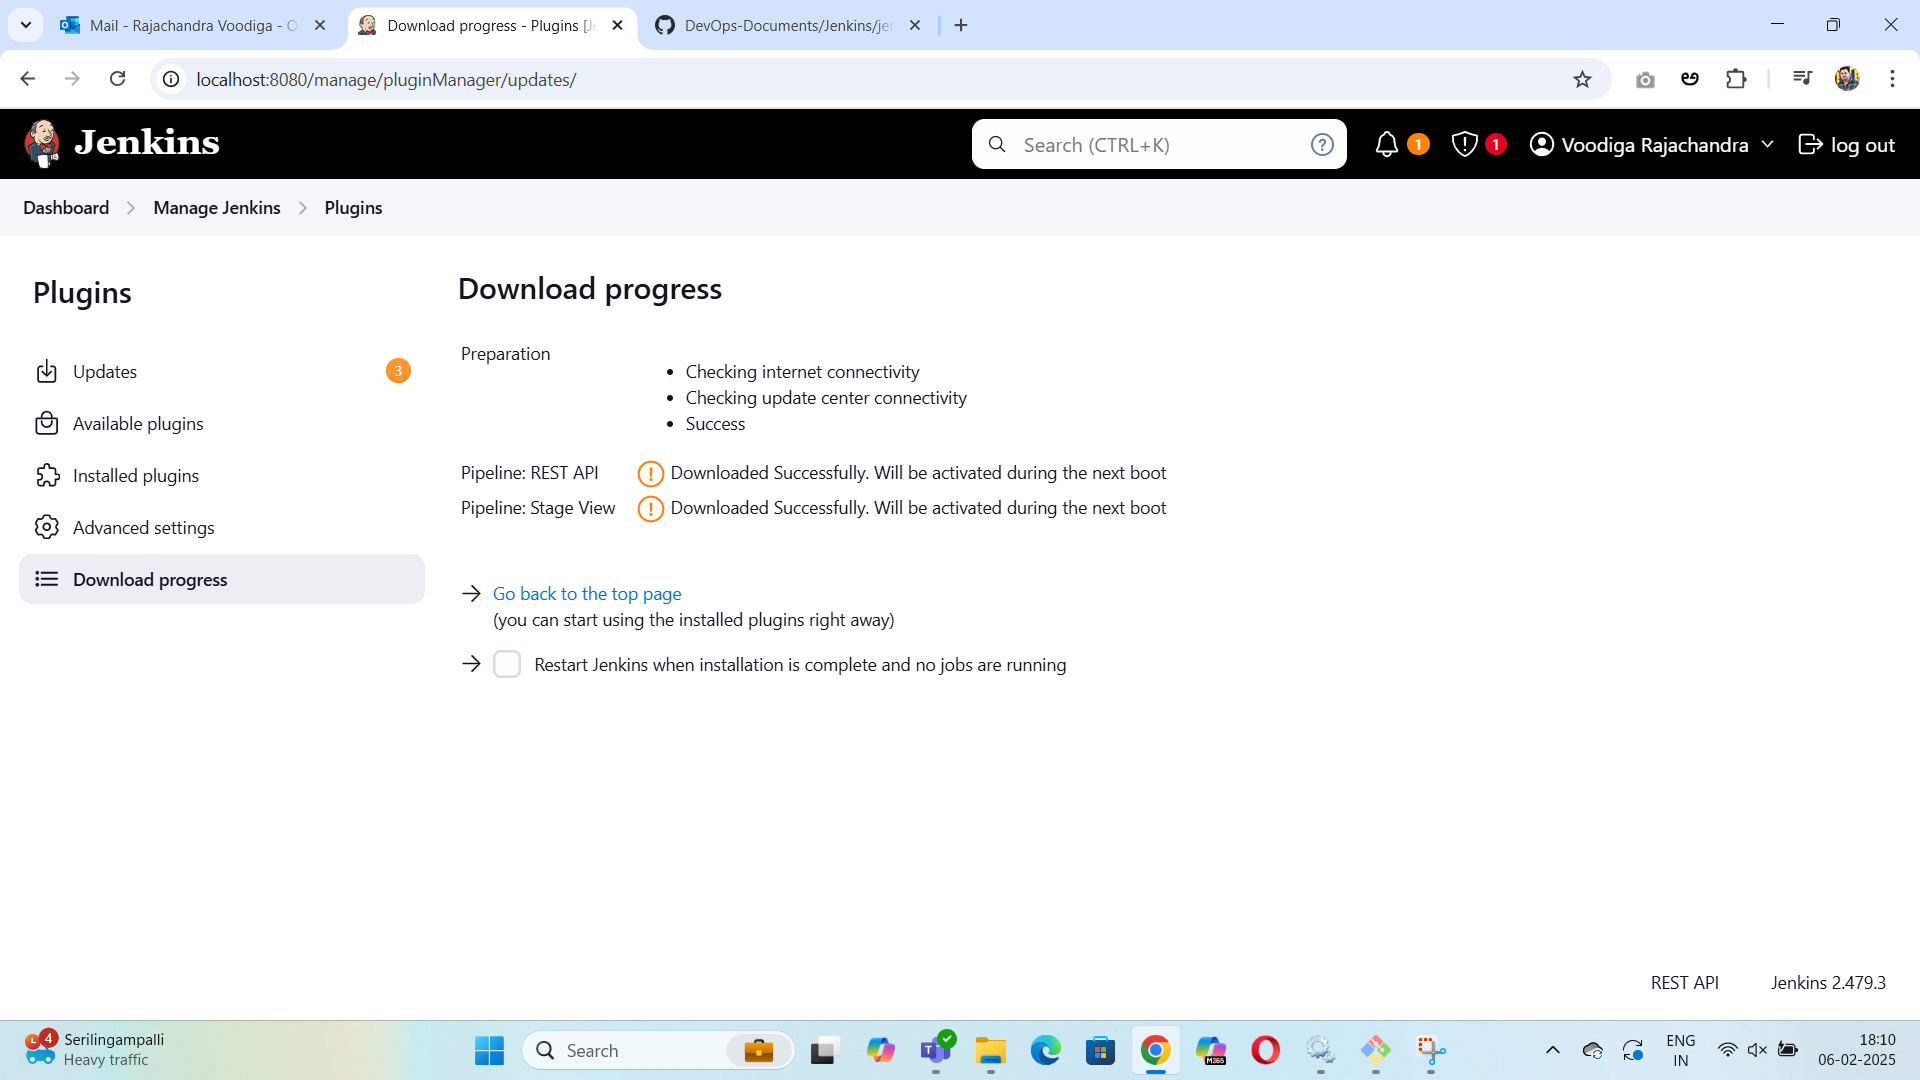 Mail - Rajachandra Voodiga - O
Download progress - Plugins [Je
DevOps-Documents/Jenkins/jen
localhost:8080/manage/pluginManager/updates/
Jenkins
Search (CTRL+K)
?
1
1
Voodiga Rajachandra
log out
Dashboard
Manage Jenkins
Plugins
Plugins
Updates
3
Available plugins
Installed plugins
Advanced settings
Download progress
Download progress
Preparation
• Checking internet connectivity
• Checking update center connectivity
• Success
Pipeline: REST API
Downloaded Successfully. Will be activated during the next boot
Pipeline: Stage View
Downloaded Successfully. Will be activated during the next boot
Go back to the top page
(you can start using the installed plugins right away)
Restart Jenkins when installation is complete and no jobs are running
REST API
Jenkins 2.479.3
4
Serilingampalli
Heavy traffic
Search
M365
ENG
IN
18:10
06-02-2025